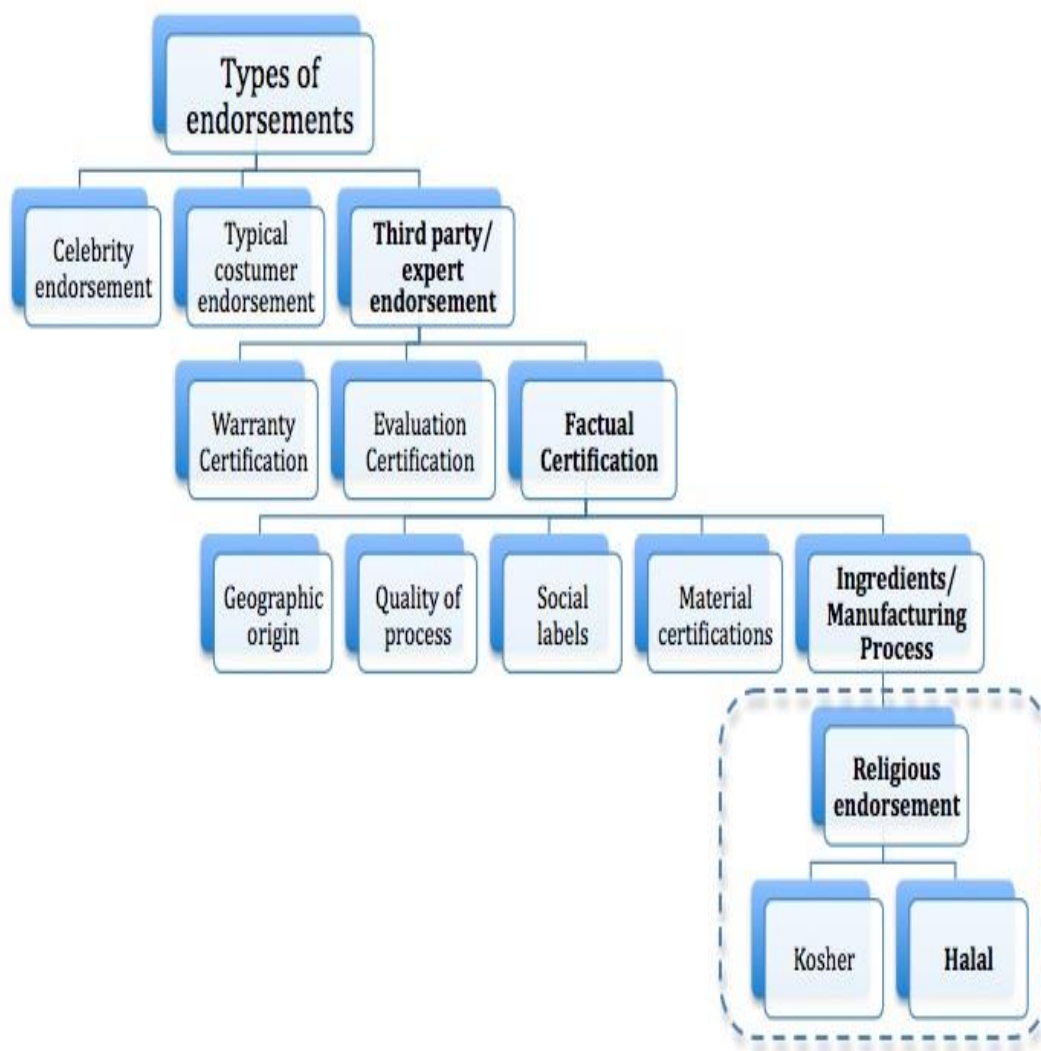 Types of
endorsements
Celebrity
endorsement
Typical
costumer
endorsement
Third party/
expert
endorsement
Warranty
Certification
Evaluation
Certification
Factual
Certification
Geographic
origin
Quality of
process
Social
labels
Material
certifications
Ingredients/
Manufacturing
Process
Religious
endorsement
Kosher
Halal